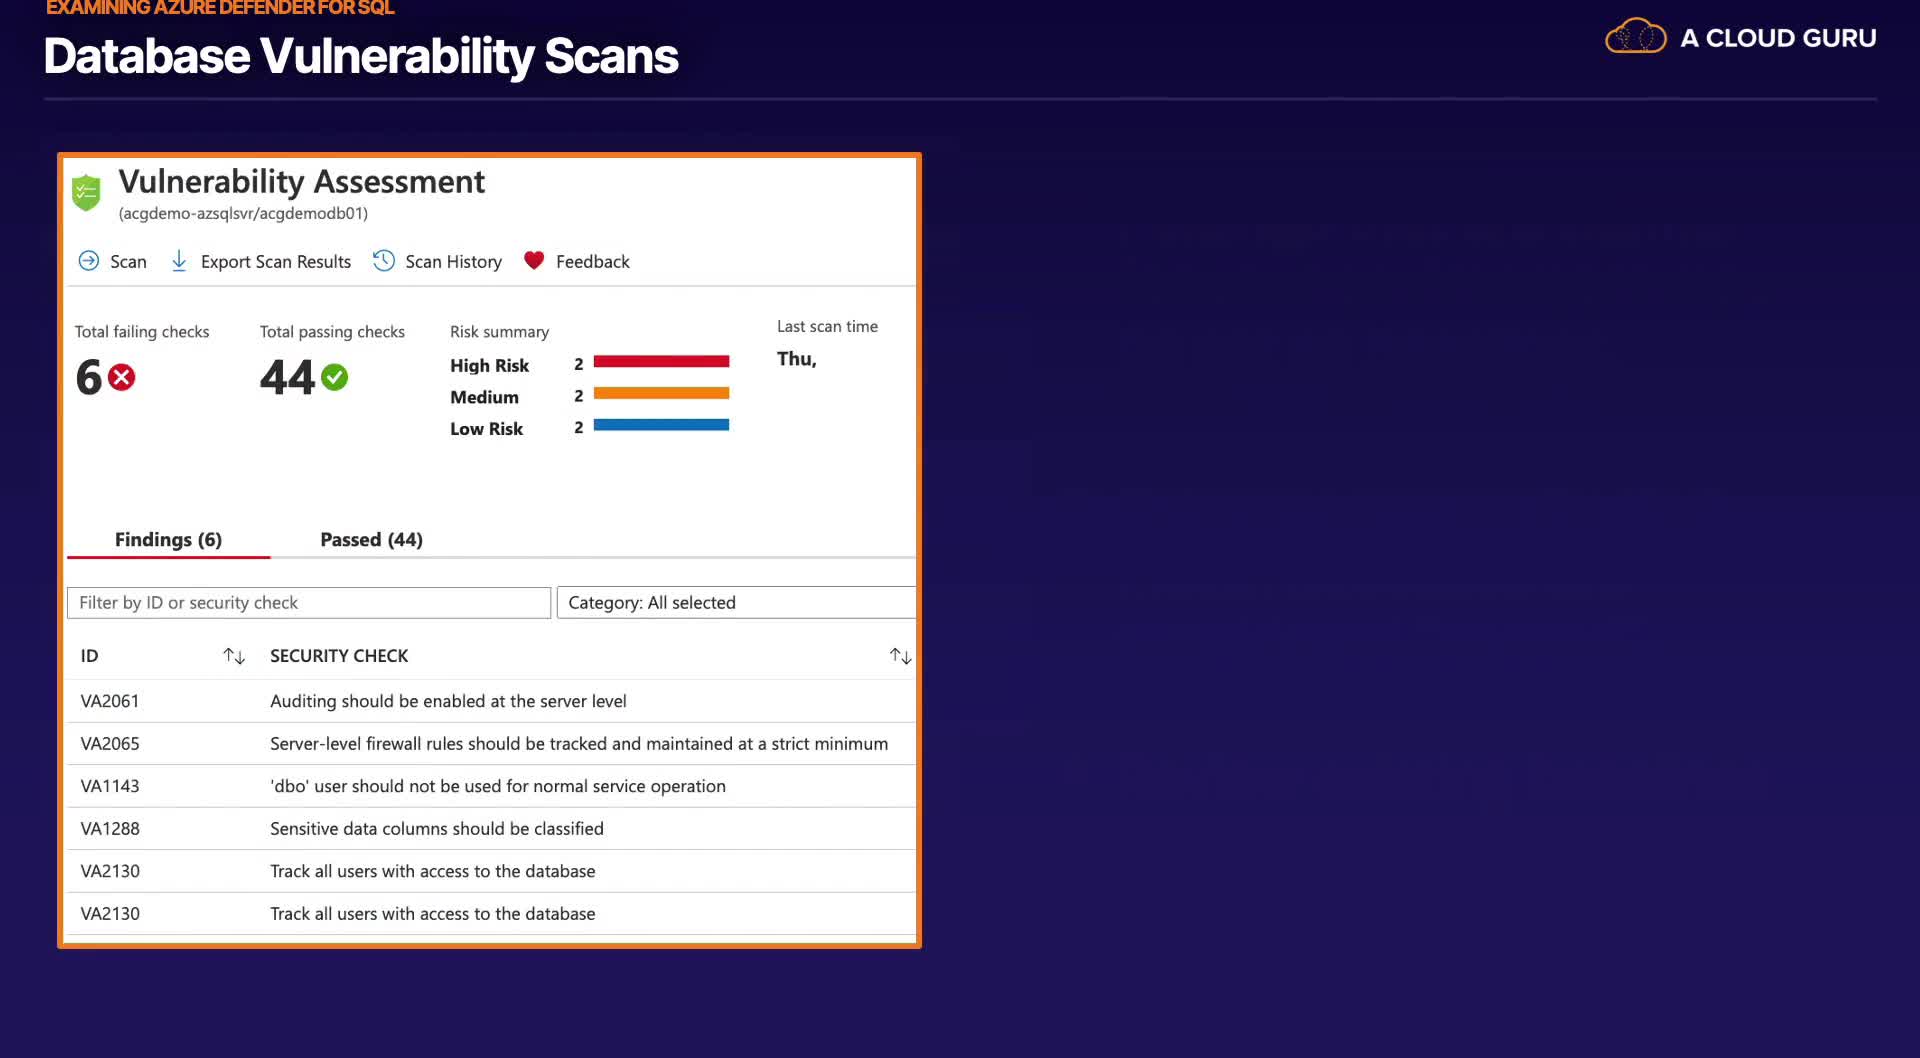 EXAMINING AZURE DEFENDER FOR SQL
Database Vulnerability Scans
A CLOUD GURU
Vulnerability Assessment
(acgdemo-azsqlsvr/acgdemodb01)
Scan Export Scan Results Scan History Feedback
Total failing checks Total passing checks Risk summary Last scan time
6 44 High Risk 2 Thu,
Medium 2
Low Risk 2
Findings (6) Passed (44)
Filter by ID or security check Category: All selected
ID SECURITY CHECK
VA2061 Auditing should be enabled at the server level
VA2065 Server-level firewall rules should be tracked and maintained at a strict minimum
VA1143 'dbo' user should not be used for normal service operation
VA1288 Sensitive data columns should be classified
VA2130 Track all users with access to the database
VA2130 Track all users with access to the database